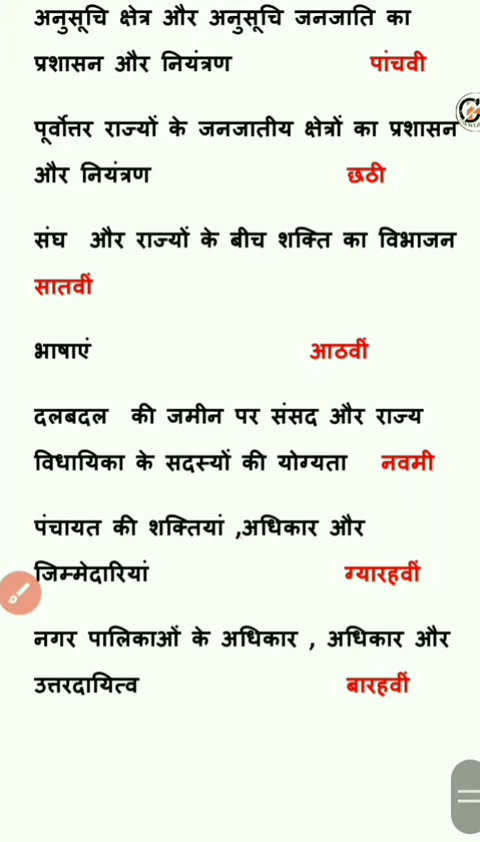 अनुसूचि क्षेत्र और अनुसूचि जनजाति का
प्रशासन और नियंत्रण पांचवी
पूर्वोत्तर राज्यों के जनजातीय क्षेत्रों का प्रशासन
और नियंत्रण छठी
संघ और राज्यों के बीच शक्ति का विभाजन
सातवीं
भाषाएं आठवीं
दलबदल की जमीन पर संसद और राज्य
विधायिका के सदस्यों की योग्यता नवमी
पंचायत की शक्तियां ,अधिकार और
जिम्मेदारियां ग्यारहवीं
नगर पालिकाओं के अधिकार , अधिकार और
उत्तरदायित्व बारहवीं